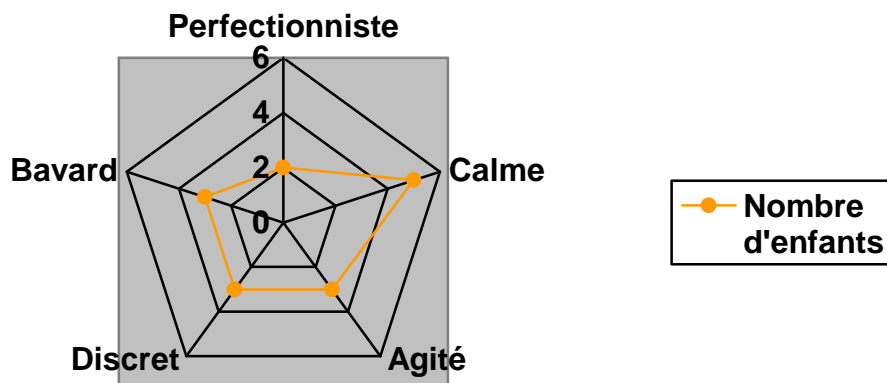 Perfectionniste
6
4
2
0
Bavard
Calme
Discret
Agité
Nombre
d'enfants